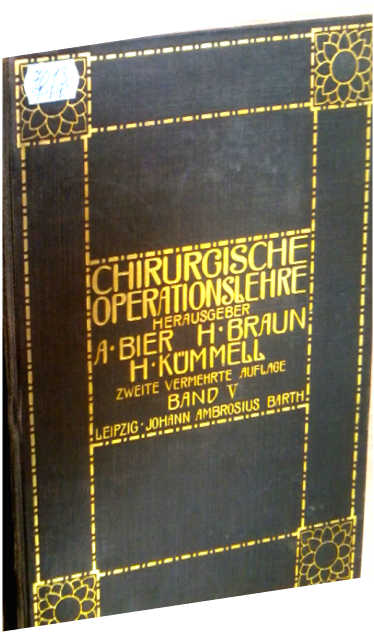 CHIRURGISCHE
OPERATIONSLEHRE
HERAUSGEBER
A·BIER H·BRAUN
H·KÜMMELL
ZWEITE VERMEHRTE AUFLAGE
BAND V
LEIPZIG·JOHANN AMBROSIUS BARTH